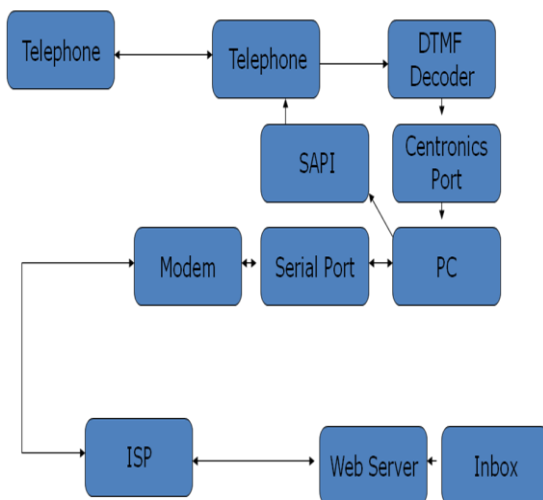 Telephone
Telephone
DTMF
Decoder
SAPI
Centronics
Port
Modem
Serial Port
PC
ISP
Web Server
Inbox